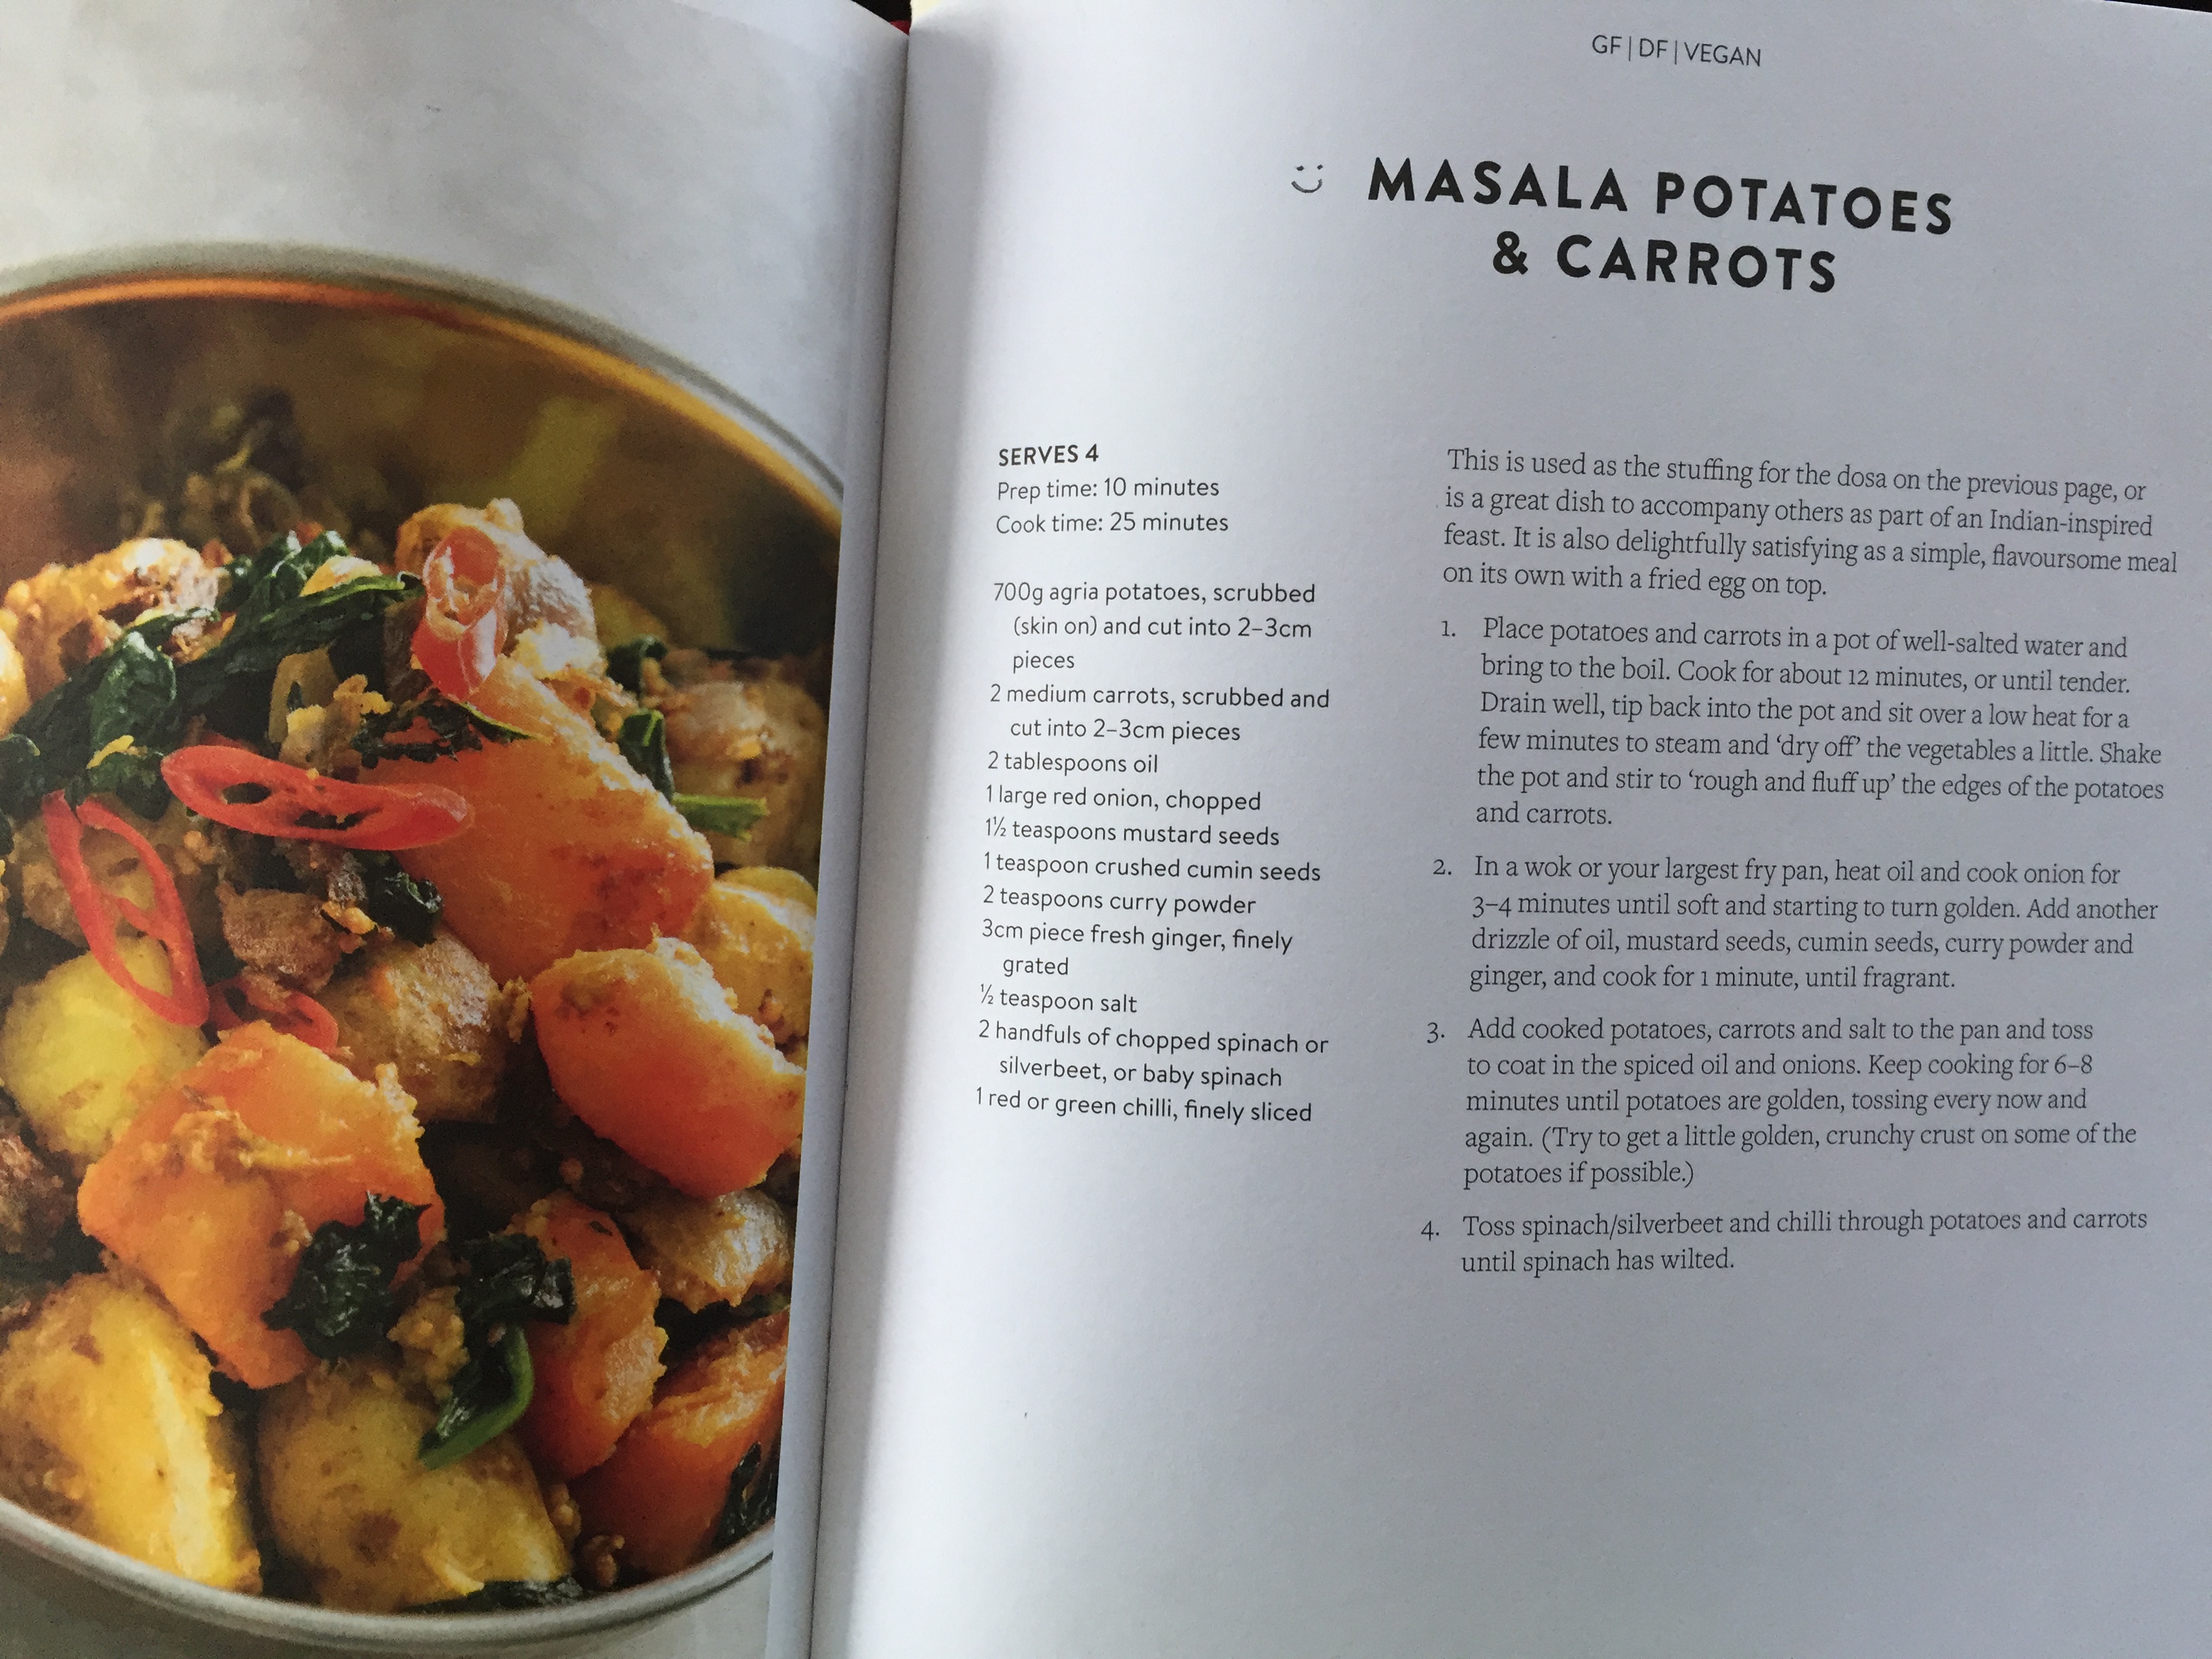 GF | DF | VEGAN
:) MASALA POTATOES
& CARROTS
SERVES 4
Prep time: 10 minutes
Cook time: 25 minutes
700g agria potatoes, scrubbed
(skin on) and cut into 2–3cm
pieces
2 medium carrots, scrubbed and
cut into 2–3cm pieces
2 tablespoons oil
1 large red onion, chopped
1½ teaspoons mustard seeds
1 teaspoon crushed cumin seeds
2 teaspoons curry powder
3cm piece fresh ginger, finely
grated
½ teaspoon salt
2 handfuls of chopped spinach or
silverbeet, or baby spinach
1 red or green chilli, finely sliced
This is used as the stuffing for the dosa on the previous page, or
is a great dish to accompany others as part of an Indian-inspired
feast. It is also delightfully satisfying as a simple, flavoursome meal
on its own with a fried egg on top.
1. Place potatoes and carrots in a pot of well-salted water and
bring to the boil. Cook for about 12 minutes, or until tender.
Drain well, tip back into the pot and sit over a low heat for a
few minutes to steam and ‘dry off’ the vegetables a little. Shake
the pot and stir to ‘rough and fluff up’ the edges of the potatoes
and carrots.
2. In a wok or your largest fry pan, heat oil and cook onion for
3–4 minutes until soft and starting to turn golden. Add another
drizzle of oil, mustard seeds, cumin seeds, curry powder and
ginger, and cook for 1 minute, until fragrant.
3. Add cooked potatoes, carrots and salt to the pan and toss
to coat in the spiced oil and onions. Keep cooking for 6–8
minutes until potatoes are golden, tossing every now and
again. (Try to get a little golden, crunchy crust on some of the
potatoes if possible.)
4. Toss spinach/silverbeet and chilli through potatoes and carrots
until spinach has wilted.